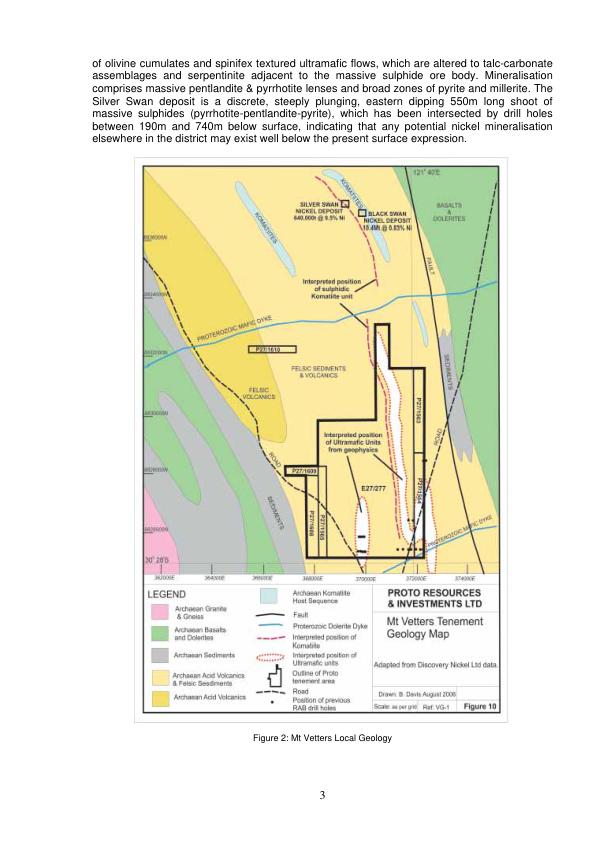 of olivine cumulates and spinifex textured ultramafic flows, which are altered to talc-carbonate
assemblages and serpentinite adjacent to the massive sulphide ore body. Mineralisation
comprises massive pentlandite & pyrrhotite lenses and broad zones of pyrite and millerite. The
Silver Swan deposit is a discrete, steeply plunging, eastern dipping 550m long shoot of
massive sulphides (pyrrhotite-pentlandite-pyrite), which has been intersected by drill holes
between 190m and 740m below surface, indicating that any potential nickel mineralisation
elsewhere in the district may exist well below the present surface expression.
121° 40'E
KOMATIITES
KOMATIITES
BASALTS
&
DOLERITES
SILVER SWAN
NICKEL DEPOSIT
640,000t @ 9.5% Ni
BLACK SWAN
NICKEL DEPOSIT
10.4Mt @ 0.83% Ni
FAULT
Interpreted position
of sulphidic
Komatiite unit
PROTEROZOIC MAFIC DYKE
P27/1610
FELSIC SEDIMENTS
& VOLCANICS
SEDIMENTS
FELSIC
VOLCANICS
P27/1563
ROAD
Interpreted position
of Ultramafic Units
from geophysics
ROAD
P27/1609
E27/277
P27/1564
P27/1608
P27/1565
SEDIMENTS
PROTEROZOIC MAFIC DYKE
30° 28'S
362000E
364000E
366000E
368000E
370000E
372000E
374000E
LEGEND
Archaean Granite
& Gneiss
Archaean Basalts
and Dolerites
Archaean Sediments
Archaean Acid Volcanics
& Felsic Sesdiments
Archaean Acid Volcanics
Archaean Komatiite
Host Sequence
Fault
Proterozoic Dolerite Dyke
Interpreted position of
Komatiite
Interpreted position of
Ultramafic units
Outline of Proto
tenement area
Road
Position of previous
RAB drill holes
PROTO RESOURCES
& INVESTMENTS LTD
Mt Vetters Tenement
Geology Map
Adapted from Discovery Nickel Ltd data.
Drawn: B. Davis August 2006
Scale: as per grid Ref: VG-1 Figure 10
Figure 2: Mt Vetters Local Geology
3